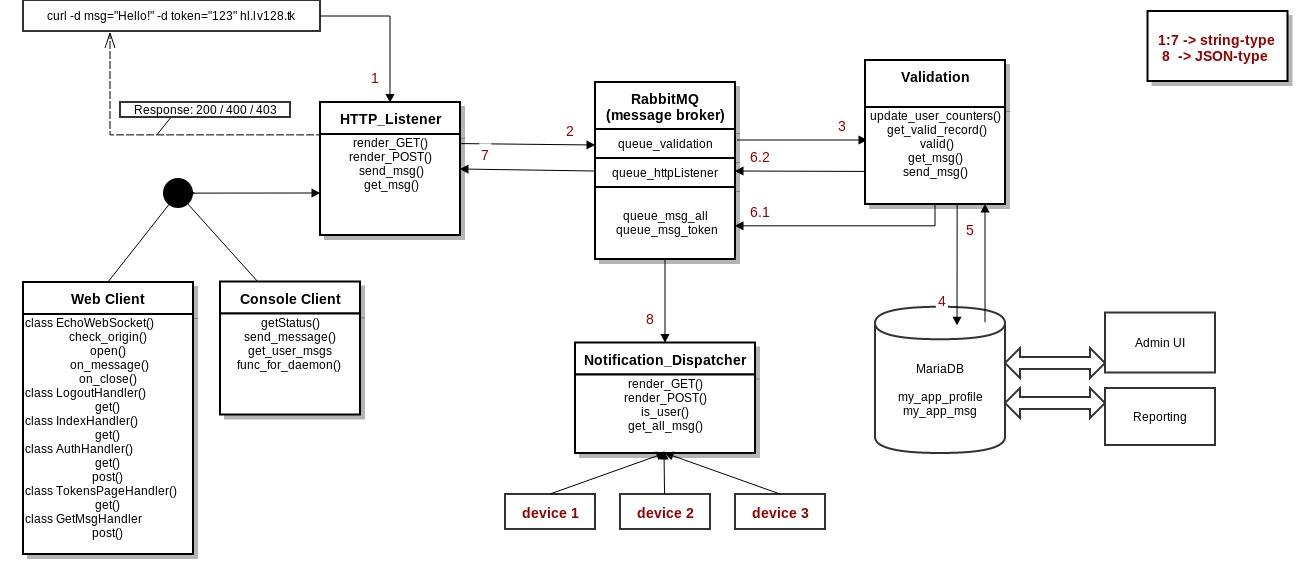 curl -d msg="Hello!" -d token="123" hl.lv128.tk
1:7 -> string-type
8 -> JSON-type
1
Response: 200 / 400 / 403
HTTP_Listener
render_GET()
render_POST()
send_msg()
get_msg()
2
7
RabbitMQ
(message broker)
queue_validation
queue_httpListener
queue_msg_all
queue_msg_token
3
6.2
6.1
Validation
update_user_counters()
get_valid_record()
valid()
get_msg()
send_msg()
5
4
8
Web Client
class EchoWebSocket()
check_origin()
open()
on_message()
on_close()
class LogoutHandler()
get()
class IndexHandler()
get()
class AuthHandler()
get()
post()
class TokensPageHandler()
get()
class GetMsgHandler
post()
Console Client
getStatus()
send_message()
get_user_msgs
func_for_daemon()
Notification_Dispatcher
render_GET()
render_POST()
is_user()
get_all_msg()
device 1
device 2
device 3
MariaDB
my_app_profile
my_app_msg
Admin UI
Reporting